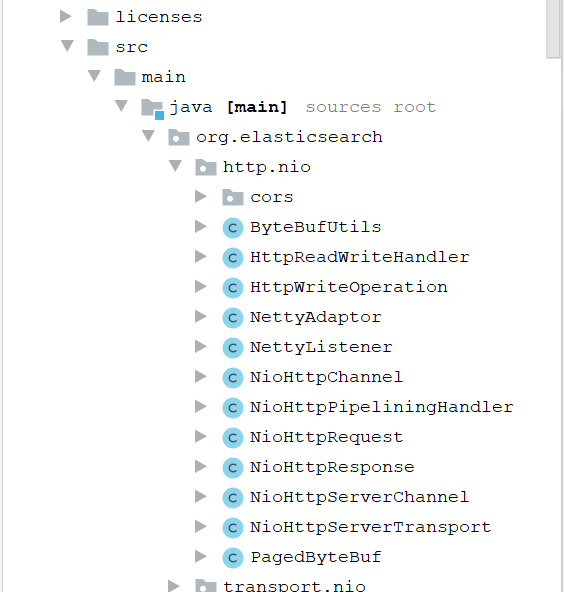 licenses
src
main
java [main] sources root
org.elasticsearch
http.nio
cors
C ByteBufUtils
C HttpReadWriteHandler
C HttpWriteOperation
C NettyAdaptor
C NettyListener
C NioHttpChannel
C NioHttpPipeliningHandler
C NioHttpRequest
C NioHttpResponse
C NioHttpServerChannel
C NioHttpServerTransport
C PagedByteBuf
transport.nio